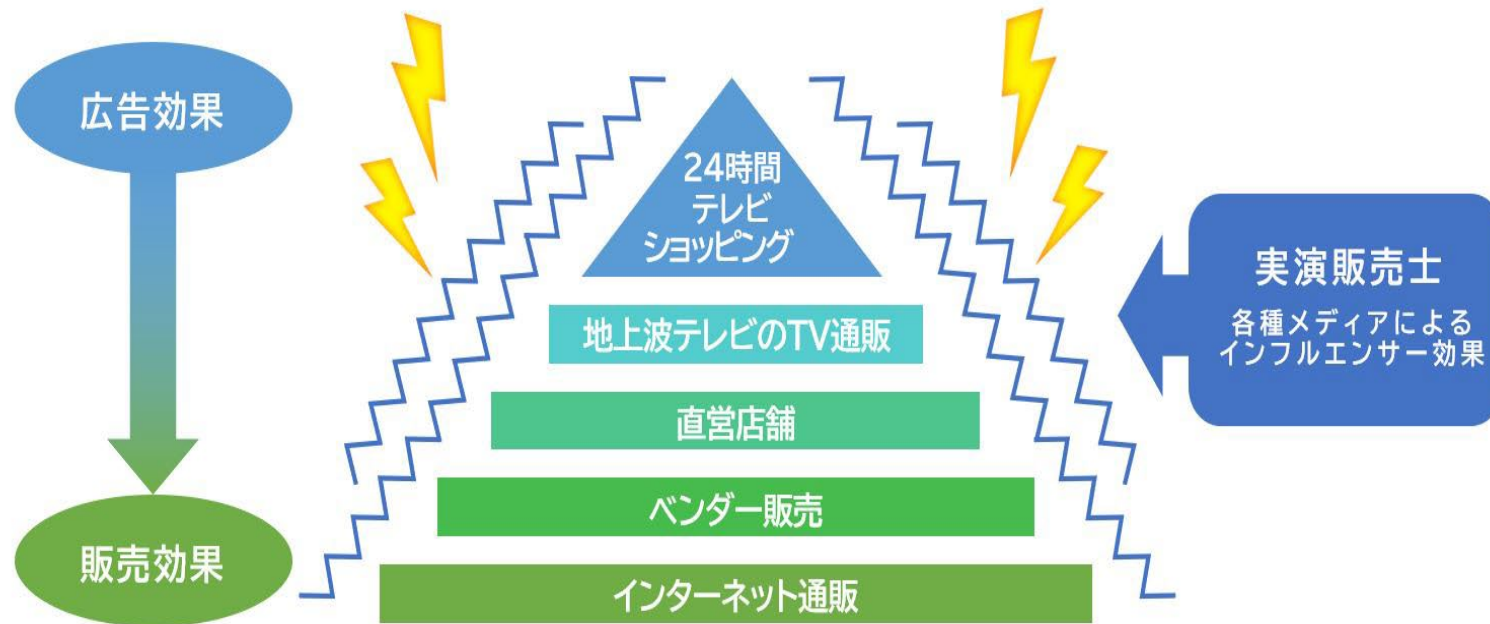 広告効果
販売効果
24時間
テレビ
ショッピング
地上波テレビのTV通販
直営店舗
ベンダー販売
インターネット通販
実演販売士
各種メディアによる
インフルエンサー効果